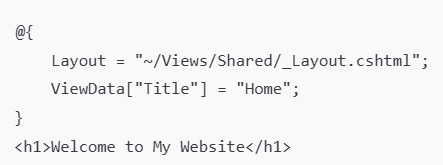 @{
    Layout = "~/Views/Shared/_Layout.cshtml";
    ViewData["Title"] = "Home";
}
<h1>Welcome to My Website</h1>